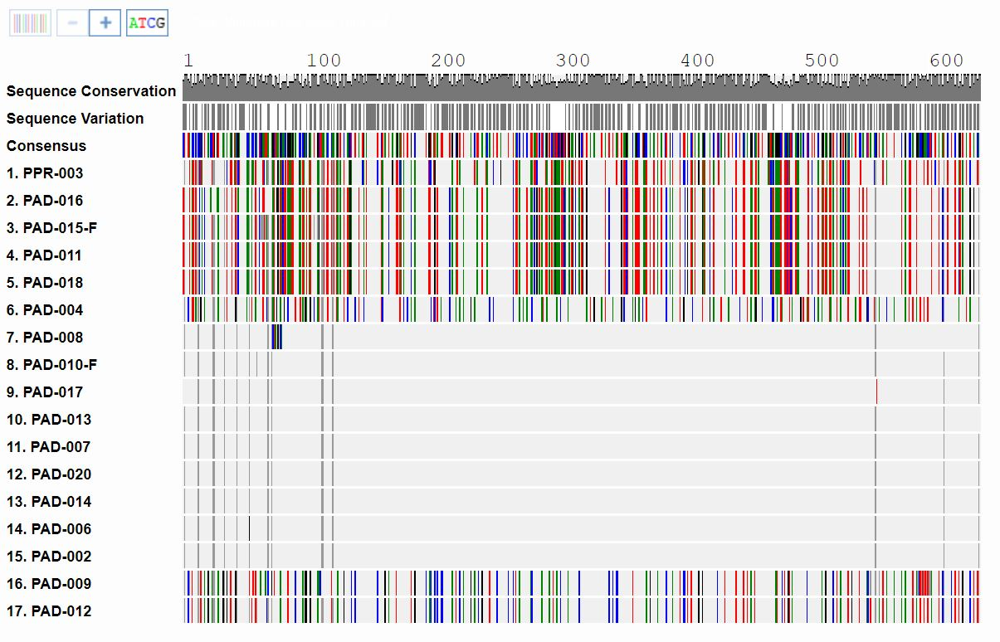 − + ATCG
1 100 200 300 400 500 600
Sequence Conservation
Sequence Variation
Consensus
1. PPR-003
2. PAD-016
3. PAD-015-F
4. PAD-011
5. PAD-018
6. PAD-004
7. PAD-008
8. PAD-010-F
9. PAD-017
10. PAD-013
11. PAD-007
12. PAD-020
13. PAD-014
14. PAD-006
15. PAD-002
16. PAD-009
17. PAD-012